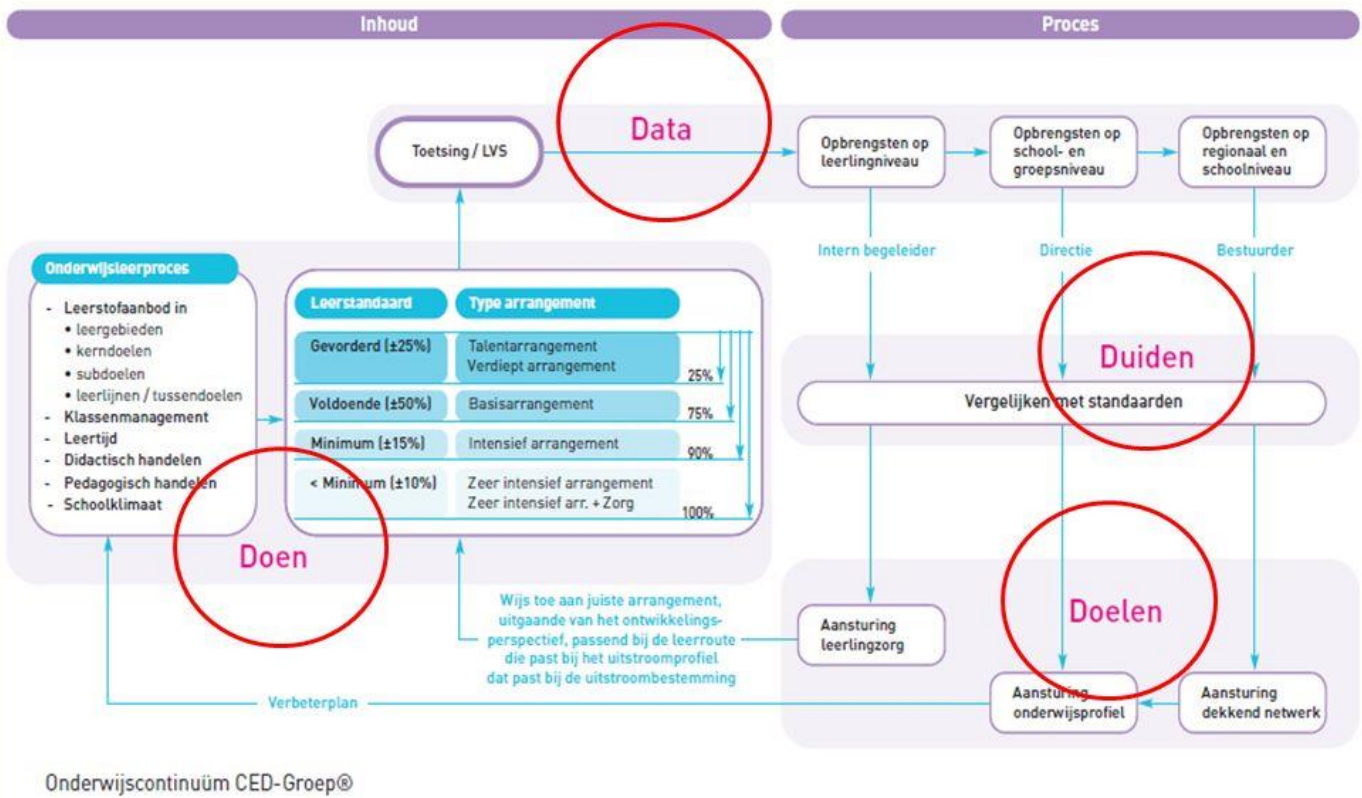 Inhoud
Proces
Toetsing / LVS
Data
Opbrengsten op
leerlingniveau
Opbrengsten op
school- en
groepsniveau
Opbrengsten op
regionaal en
schoolniveau
Intern begeleider
Directie
Bestuurder
Onderwijsleerproces
- Leerstofaanbod in
• leergebieden
• kerndoelen
• subdoelen
• leerlijnen / tussendoelen
- Klassenmanagement
- Leertijd
- Didactisch handelen
- Pedagogisch handelen
- Schoolklimaat
Leerstandaard
Type arrangement
Gevorderd (±25%)
Talentarrangement
Verdiept arrangement
25%
Voldoende (±50%)
Basisarrangement
75%
Minimum (±15%)
Intensief arrangement
90%
< Minimum (±10%)
Zeer intensief arrangement
Zeer intensief arr. + Zorg
100%
Duiden
Vergelijken met standaarden
Doen
Doelen
Wijs toe aan juiste arrangement,
uitgaande van het ontwikkelings-
perspectief, passend bij de leerroute
die past bij het uitstroomprofiel
dat past bij de uitstroombestemming
Aansturing
leerlingzorg
Verbeterplan
Aansturing
onderwijsprofiel
Aansturing
dekkend netwerk
Onderwijscontinuüm CED-Groep®